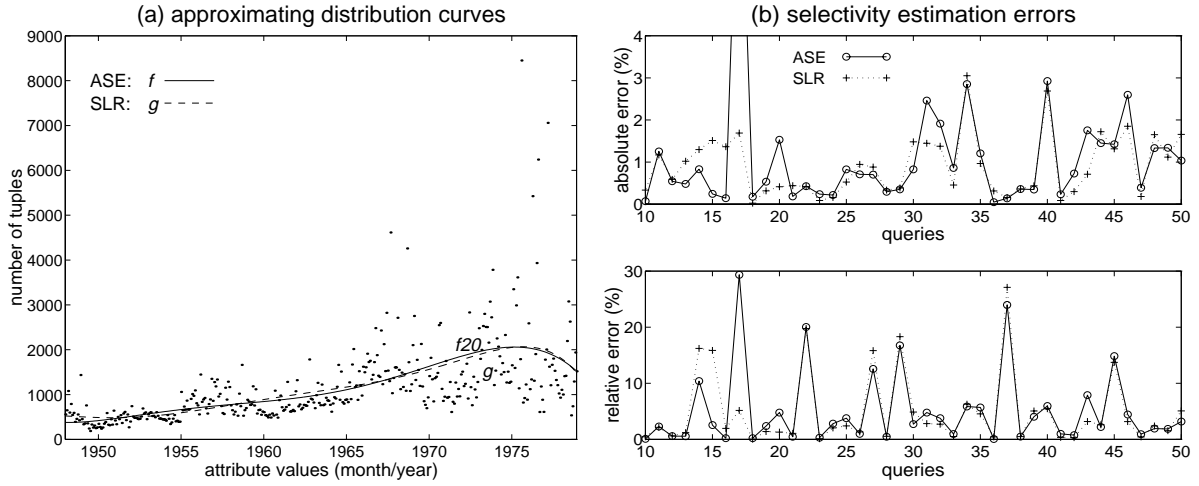 (a) approximating distribution curves
9000
8000
7000
6000
5000
4000
3000
2000
1000
0
number of tuples
ASE: f
SLR: g
f20
g
1950 1955 1960 1965 1970 1975
attribute values (month/year)
(b) selectivity estimation errors
4
3
2
1
0
absolute error (%)
ASE
SLR
10 15 20 25 30 35 40 45 50
queries
30
20
10
0
relative error (%)
10 15 20 25 30 35 40 45 50
queries